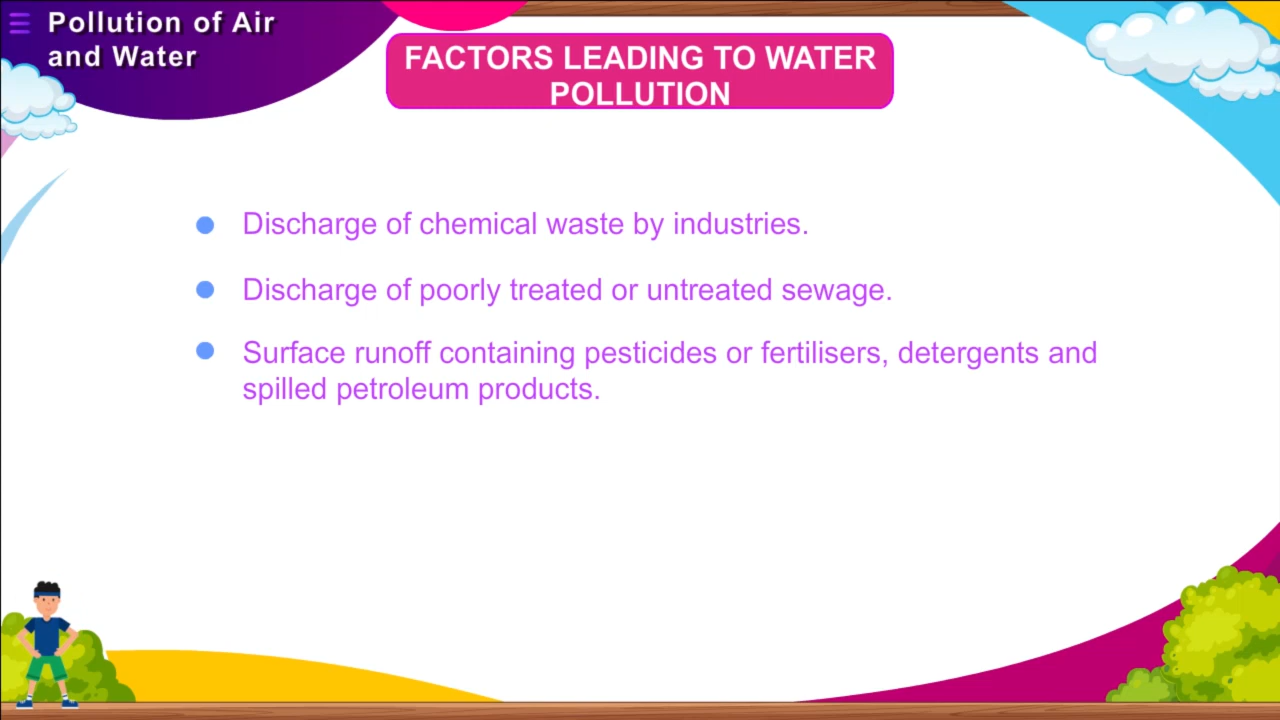 Pollution of Air
and Water
FACTORS LEADING TO WATER
POLLUTION
Discharge of chemical waste by industries.
Discharge of poorly treated or untreated sewage.
Surface runoff containing pesticides or fertilisers, detergents and
spilled petroleum products.